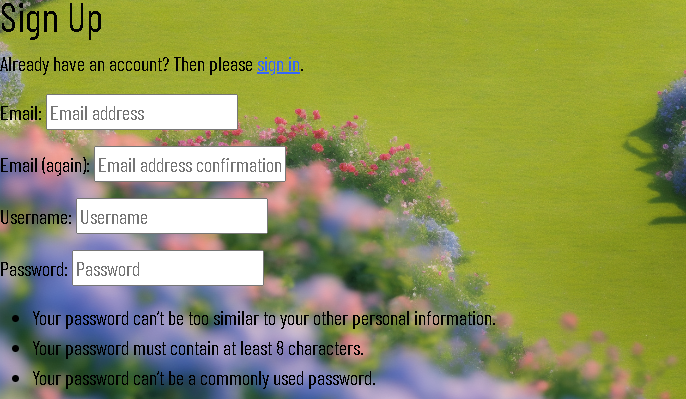 Sign Up
Already have an account? Then please sign in.
Email: Email address
Email (again): Email address confirmation
Username: Username
Password: Password
• Your password can't be too similar to your other personal information.
• Your password must contain at least 8 characters.
• Your password can't be a commonly used password.